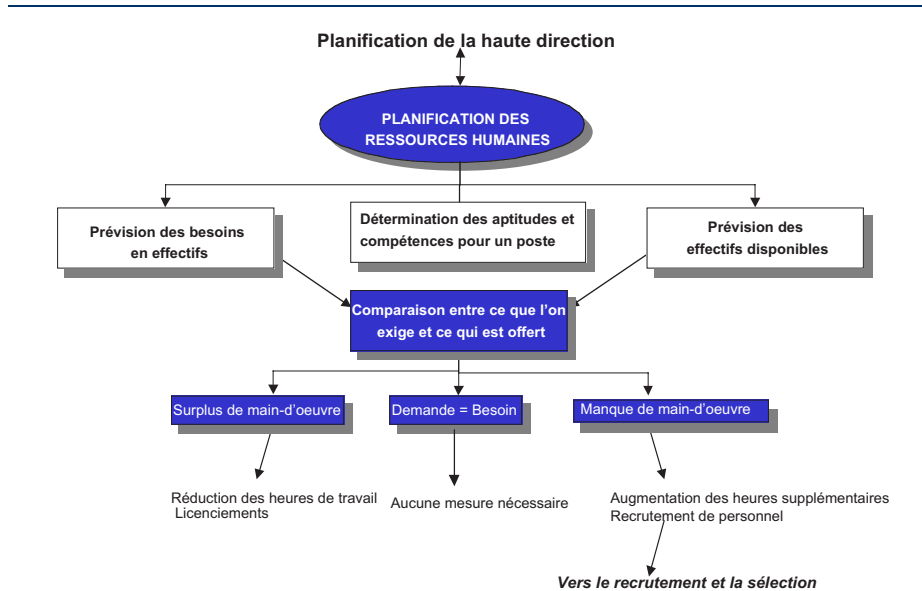 Planification de la haute direction
PLANIFICATION DES
RESSOURCES HUMAINES
Prévision des besoins
en effectifs
Détermination des aptitudes et
compétences pour un poste
Prévision des
effectifs disponibles
Comparaison entre ce que l'on
exige et ce qui est offert
Surplus de main-d'oeuvre
Demande = Besoin
Manque de main-d'oeuvre
Réduction des heures de travail
Licenciements
Aucune mesure nécessaire
Augmentation des heures supplémentaires
Recrutement de personnel
Vers le recrutement et la sélection